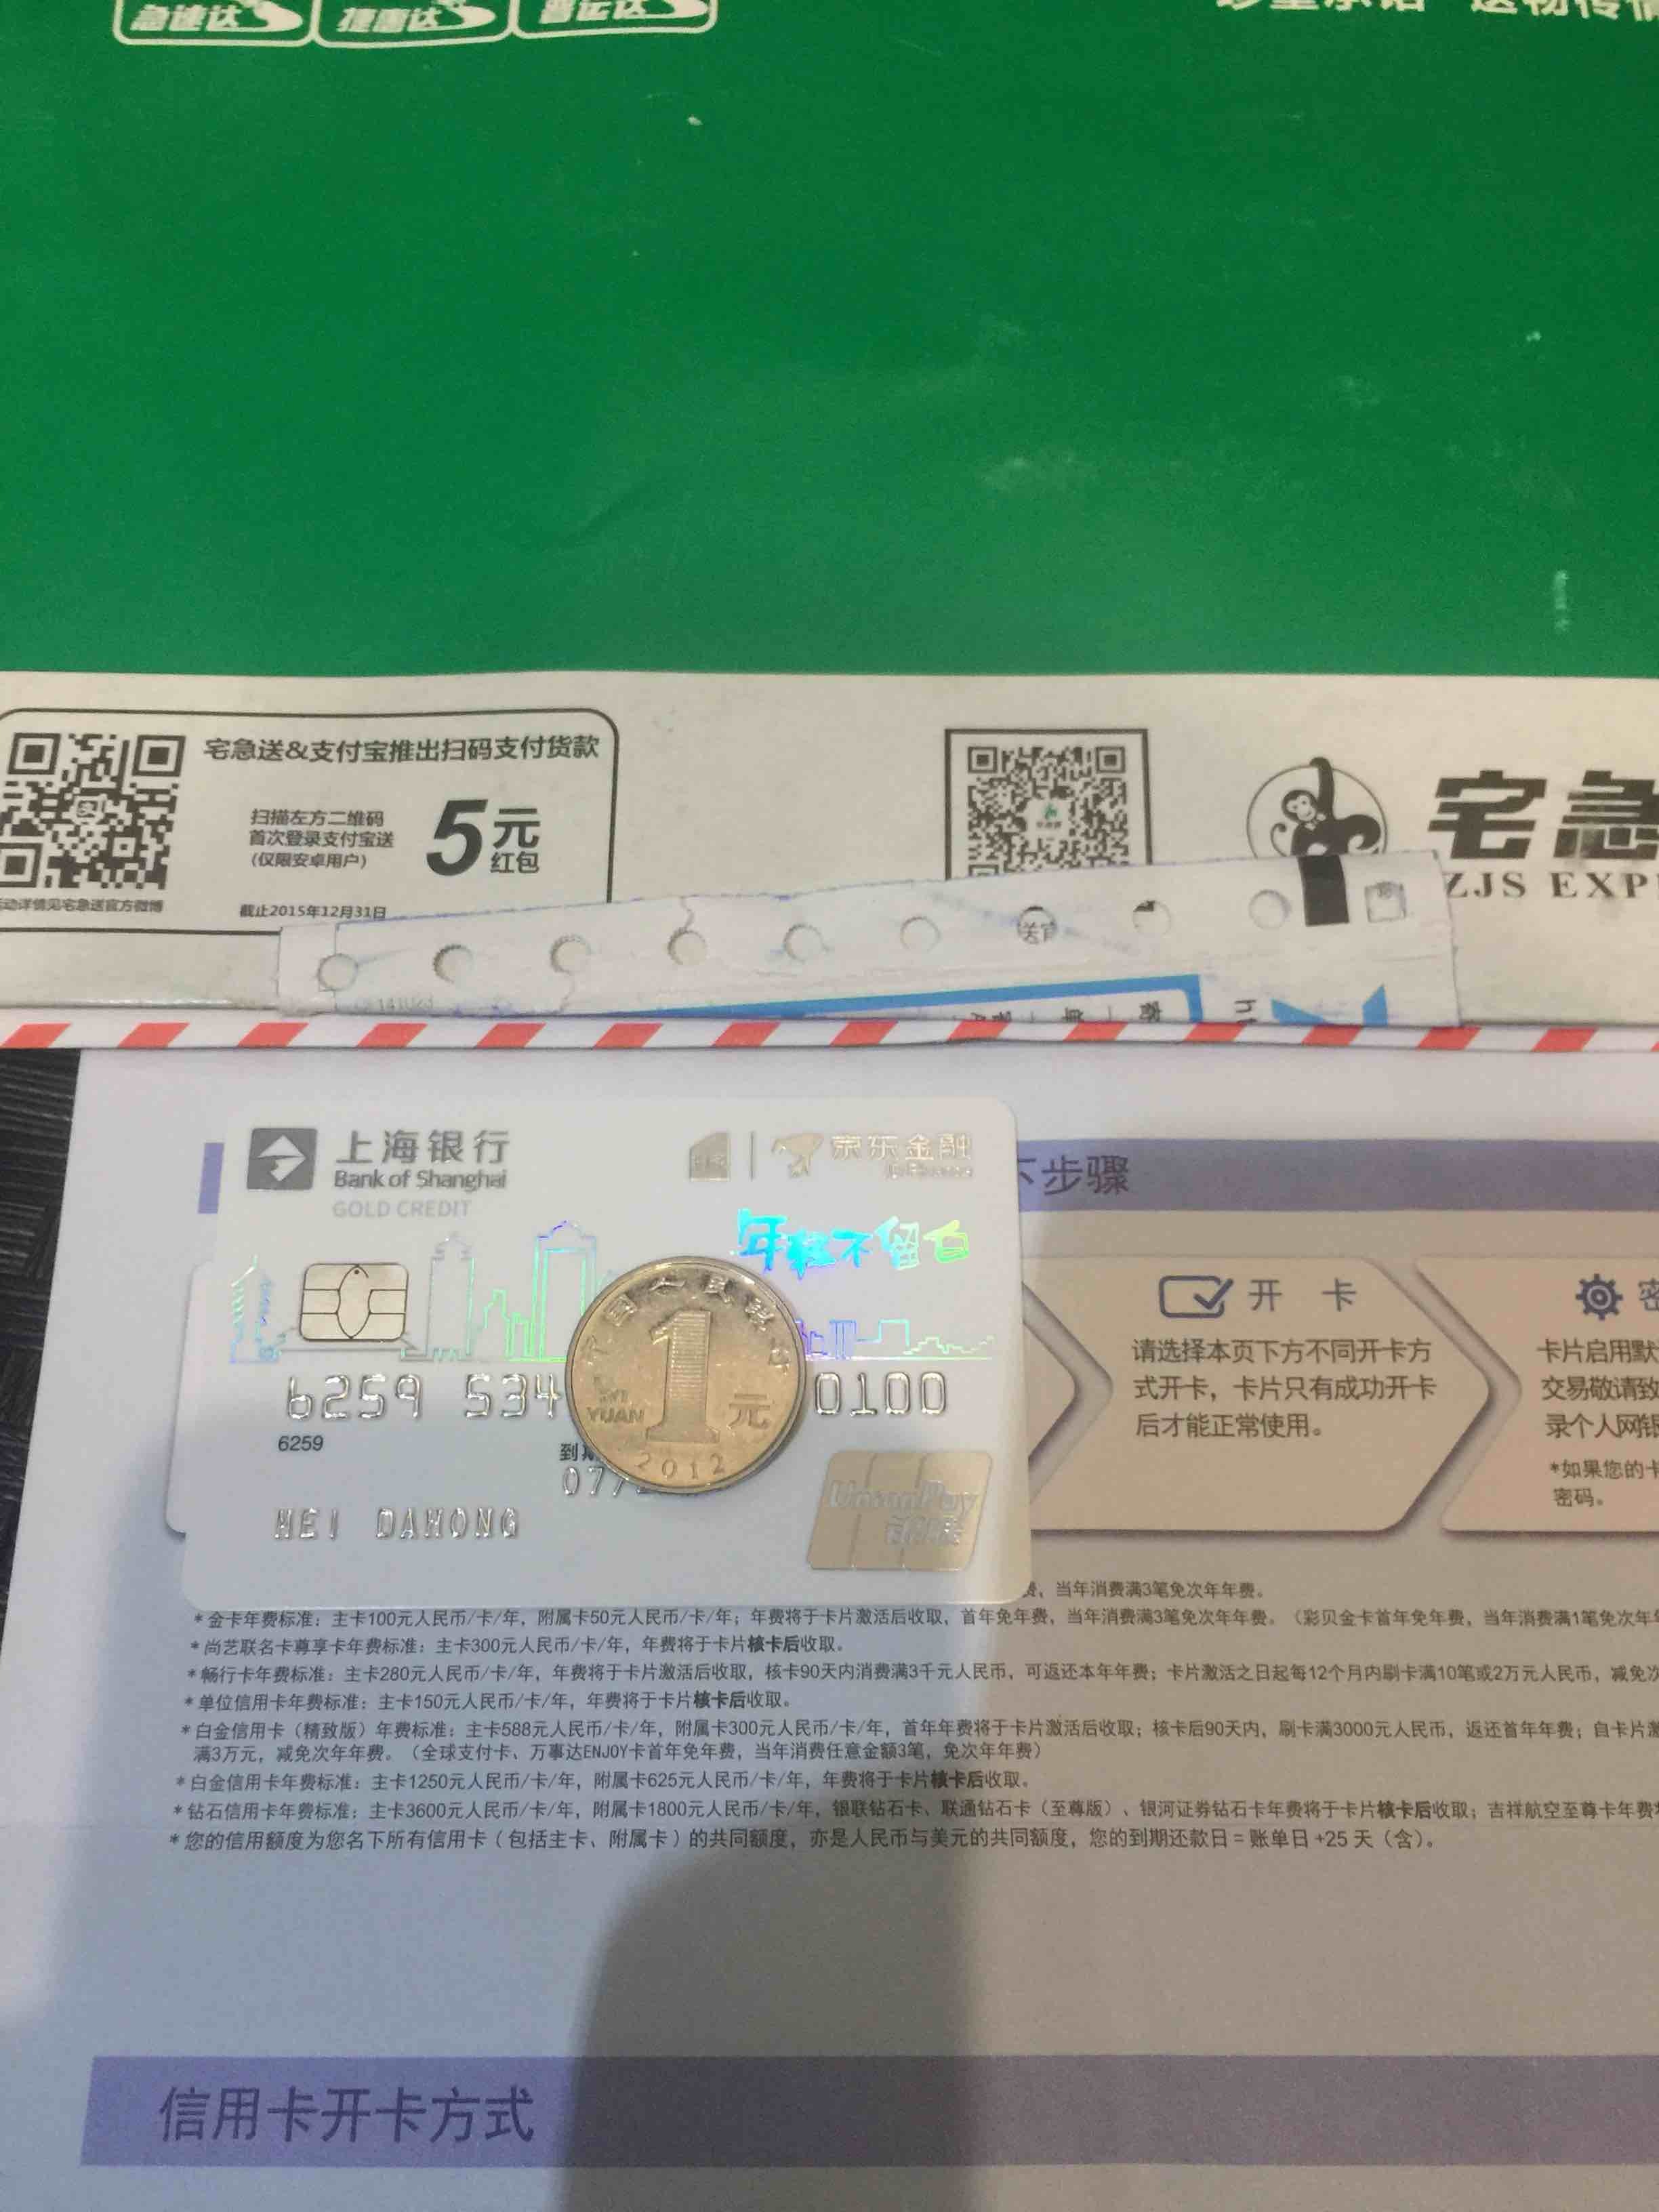 急速达 捷惠达 普运达
宅急送&支付宝推出扫码支付货款
扫描左方二维码
首次登录支付宝送
(仅限安卓用户)
5元
红包
动详情见宅急送官方微博
截止2015年12月31日
宅急
ZJS EXP
上海银行
Bank of Shanghai
GOLD CREDIT
京东金融
JD Finance
年轻不留白
6259 534
0100
6259
07/
HEI DAHONG
UnionPay
银联
中国人民银行
1
YI
YUAN
元
2012
下步骤
开 卡
请选择本页下方不同开卡方
式开卡，卡片只有成功开卡
后才能正常使用。
密
卡片启用默
交易敬请致
录个人网银
*如果您的卡
密码。
费，当年消费满3笔免次年年费。
*金卡年费标准：主卡100元人民币/卡/年，附属卡50元人民币/卡/年；年费将于卡片激活后收取，首年免年费，当年消费满3笔免次年年费。（彩贝金卡首年免年费，当年消费满1笔免次年
*尚艺联名卡尊享卡年费标准：主卡300元人民币/卡/年，年费将于卡片核卡后收取。
*畅行卡年费标准：主卡280元人民币/卡/年，年费将于卡片激活后收取，核卡90天内消费满3千元人民币，可返还本年年费；卡片激活之日起每12个月内刷卡满10笔或2万元人民币，减免次
*单位信用卡年费标准：主卡150元人民币/卡/年，年费将于卡片核卡后收取。
*白金信用卡（精致版）年费标准：主卡588元人民币/卡/年，附属卡300元人民币/卡/年，首年年费将于卡片激活后收取；核卡后90天内，刷卡满3000元人民币，返还首年年费；自卡片激
满3万元，减免次年年费。（全球支付卡、万事达ENJOY卡首年免年费，当年消费任意金额3笔，免次年年费）
*白金信用卡年费标准：主卡1250元人民币/卡/年，附属卡625元人民币/卡/年，年费将于卡片核卡后收取。
*钻石信用卡年费标准：主卡3600元人民币/卡/年，附属卡1800元人民币/卡/年，银联钻石卡、联通钻石卡（至尊版）、银河证券钻石卡年费将于卡片核卡后收取；吉祥航空至尊卡年费
*您的信用额度为您名下所有信用卡（包括主卡、附属卡）的共同额度，亦是人民币与美元的共同额度，您的到期还款日=账单日+25天（含）。
信用卡开卡方式